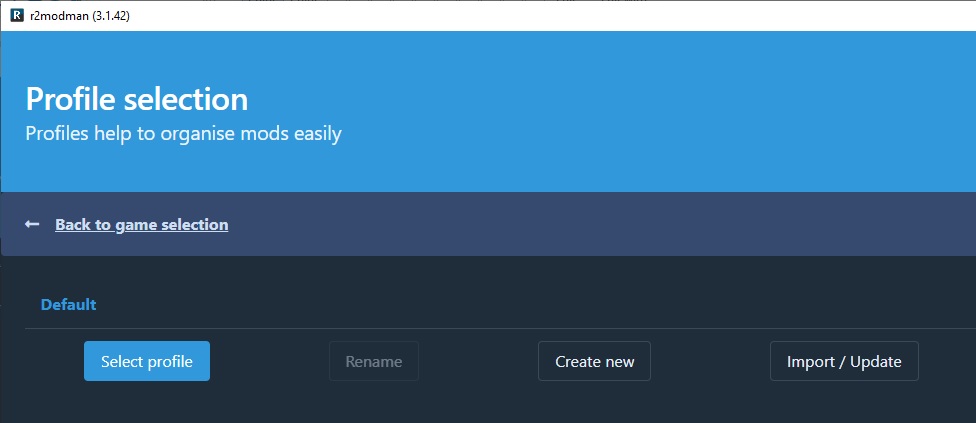 R r2modman (3.1.42)
Profile selection
Profiles help to organise mods easily
← Back to game selection
Default
Select profile Rename Create new Import / Update